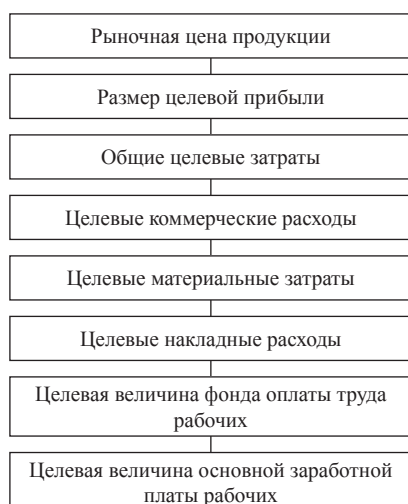 Рыночная цена продукции
Размер целевой прибыли
Общие целевые затраты
Целевые коммерческие расходы
Целевые материальные затраты
Целевые накладные расходы
Целевая величина фонда оплаты труда
рабочих
Целевая величина основной заработной
платы рабочих